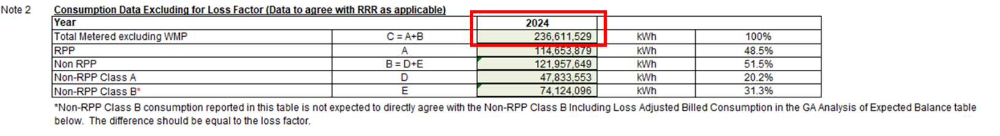 Note 2 Consumption Data Excluding for Loss Factor (Data to agree with RRR as applicable)
Year 2024
Total Metered excluding WMP C = A+B 236,611,529 kWh 100%
RPP A 114,653,879 kWh 48.5%
Non RPP B = D+E 121,957,649 kWh 51.5%
Non-RPP Class A D 47,833,553 kWh 20.2%
Non-RPP Class B* E 74,124,096 kWh 31.3%
*Non-RPP Class B consumption reported in this table is not expected to directly agree with the Non-RPP Class B Including Loss Adjusted Billed Consumption in the GA Analysis of Expected Balance table
below. The difference should be equal to the loss factor.